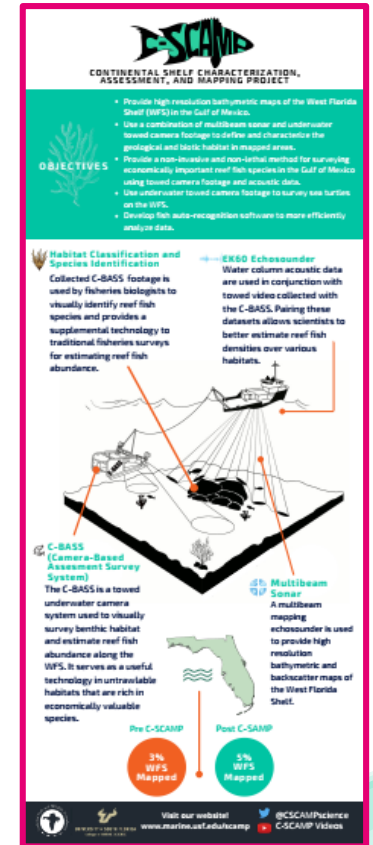 C-SCAMP
CONTINENTAL SHELF CHARACTERIZATION,
ASSESSMENT, AND MAPPING PROJECT
OBJECTIVES
• Provide high resolution bathymetric maps of the West Florida
Shelf (WFS) in the Gulf of Mexico.
• Use a combination of multibeam sonar and underwater
towed camera footage to define and characterize the
geological and biotic habitat in mapped areas.
• Provide a non-invasive and non-lethal method for surveying
economically important reef fish species in the Gulf of Mexico
using towed camera footage and acoustic data.
• Use underwater towed camera footage to survey sea turtles
on the WFS.
• Develop fish auto-recognition software to more efficiently
analyze data.
Habitat Classification and
Species Identification
Collected C-BASS footage is
used by fisheries biologists to
visually identify reef fish
species and provides a
supplemental technology to
traditional fisheries surveys
for estimating reef fish
abundance.
EK60 Echosounder
Water column acoustic data
are used in conjunction with
towed video collected with
the C-BASS. Pairing these
datasets allows scientists to
better estimate reef fish
densities over various
habitats.
C-BASS
(Camera-Based
Assesment Survey
System)
The C-BASS is a towed
underwater camera
system used to visually
survey benthic habitat
and estimate reef fish
abundance along the
WFS. It serves as a useful
technology in untrawlable
habitats that are rich in
economically valuable
species.
Multibeam
Sonar
A multibeam
mapping
echosounder is used
to provide high
resolution
bathymetric and
backscatter maps of
the West Florida
Shelf.
Pre C-SCAMP
3%
WFS
Mapped
Post C-SAMP
5%
WFS
Mapped
UNIVERSITY of SOUTH FLORIDA
Visit our website!
www.marine.usf.edu/scamp
@CSCAMPscience
C-SCAMP Videos